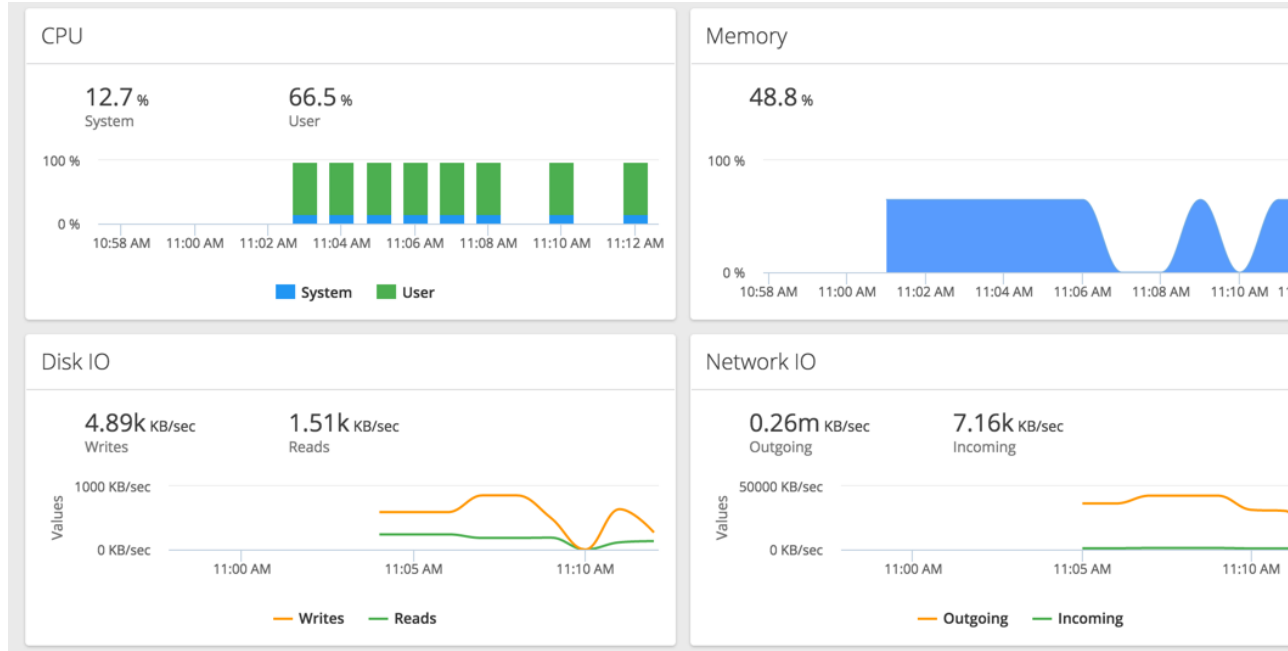 CPU
12.7 %
System
66.5 %
User
100 %
0 %
10:58 AM 11:00 AM 11:02 AM 11:04 AM 11:06 AM 11:08 AM 11:10 AM 11:12 AM
System User
Memory
48.8 %
100 %
0 %
10:58 AM 11:00 AM 11:02 AM 11:04 AM 11:06 AM 11:08 AM 11:10 AM 11
Disk IO
4.89k KB/sec
Writes
1.51k KB/sec
Reads
Values
1000 KB/sec
0 KB/sec
11:00 AM 11:05 AM 11:10 AM
Writes Reads
Network IO
0.26m KB/sec
Outgoing
7.16k KB/sec
Incoming
Values
50000 KB/sec
0 KB/sec
11:00 AM 11:05 AM 11:10 AM
Outgoing Incoming